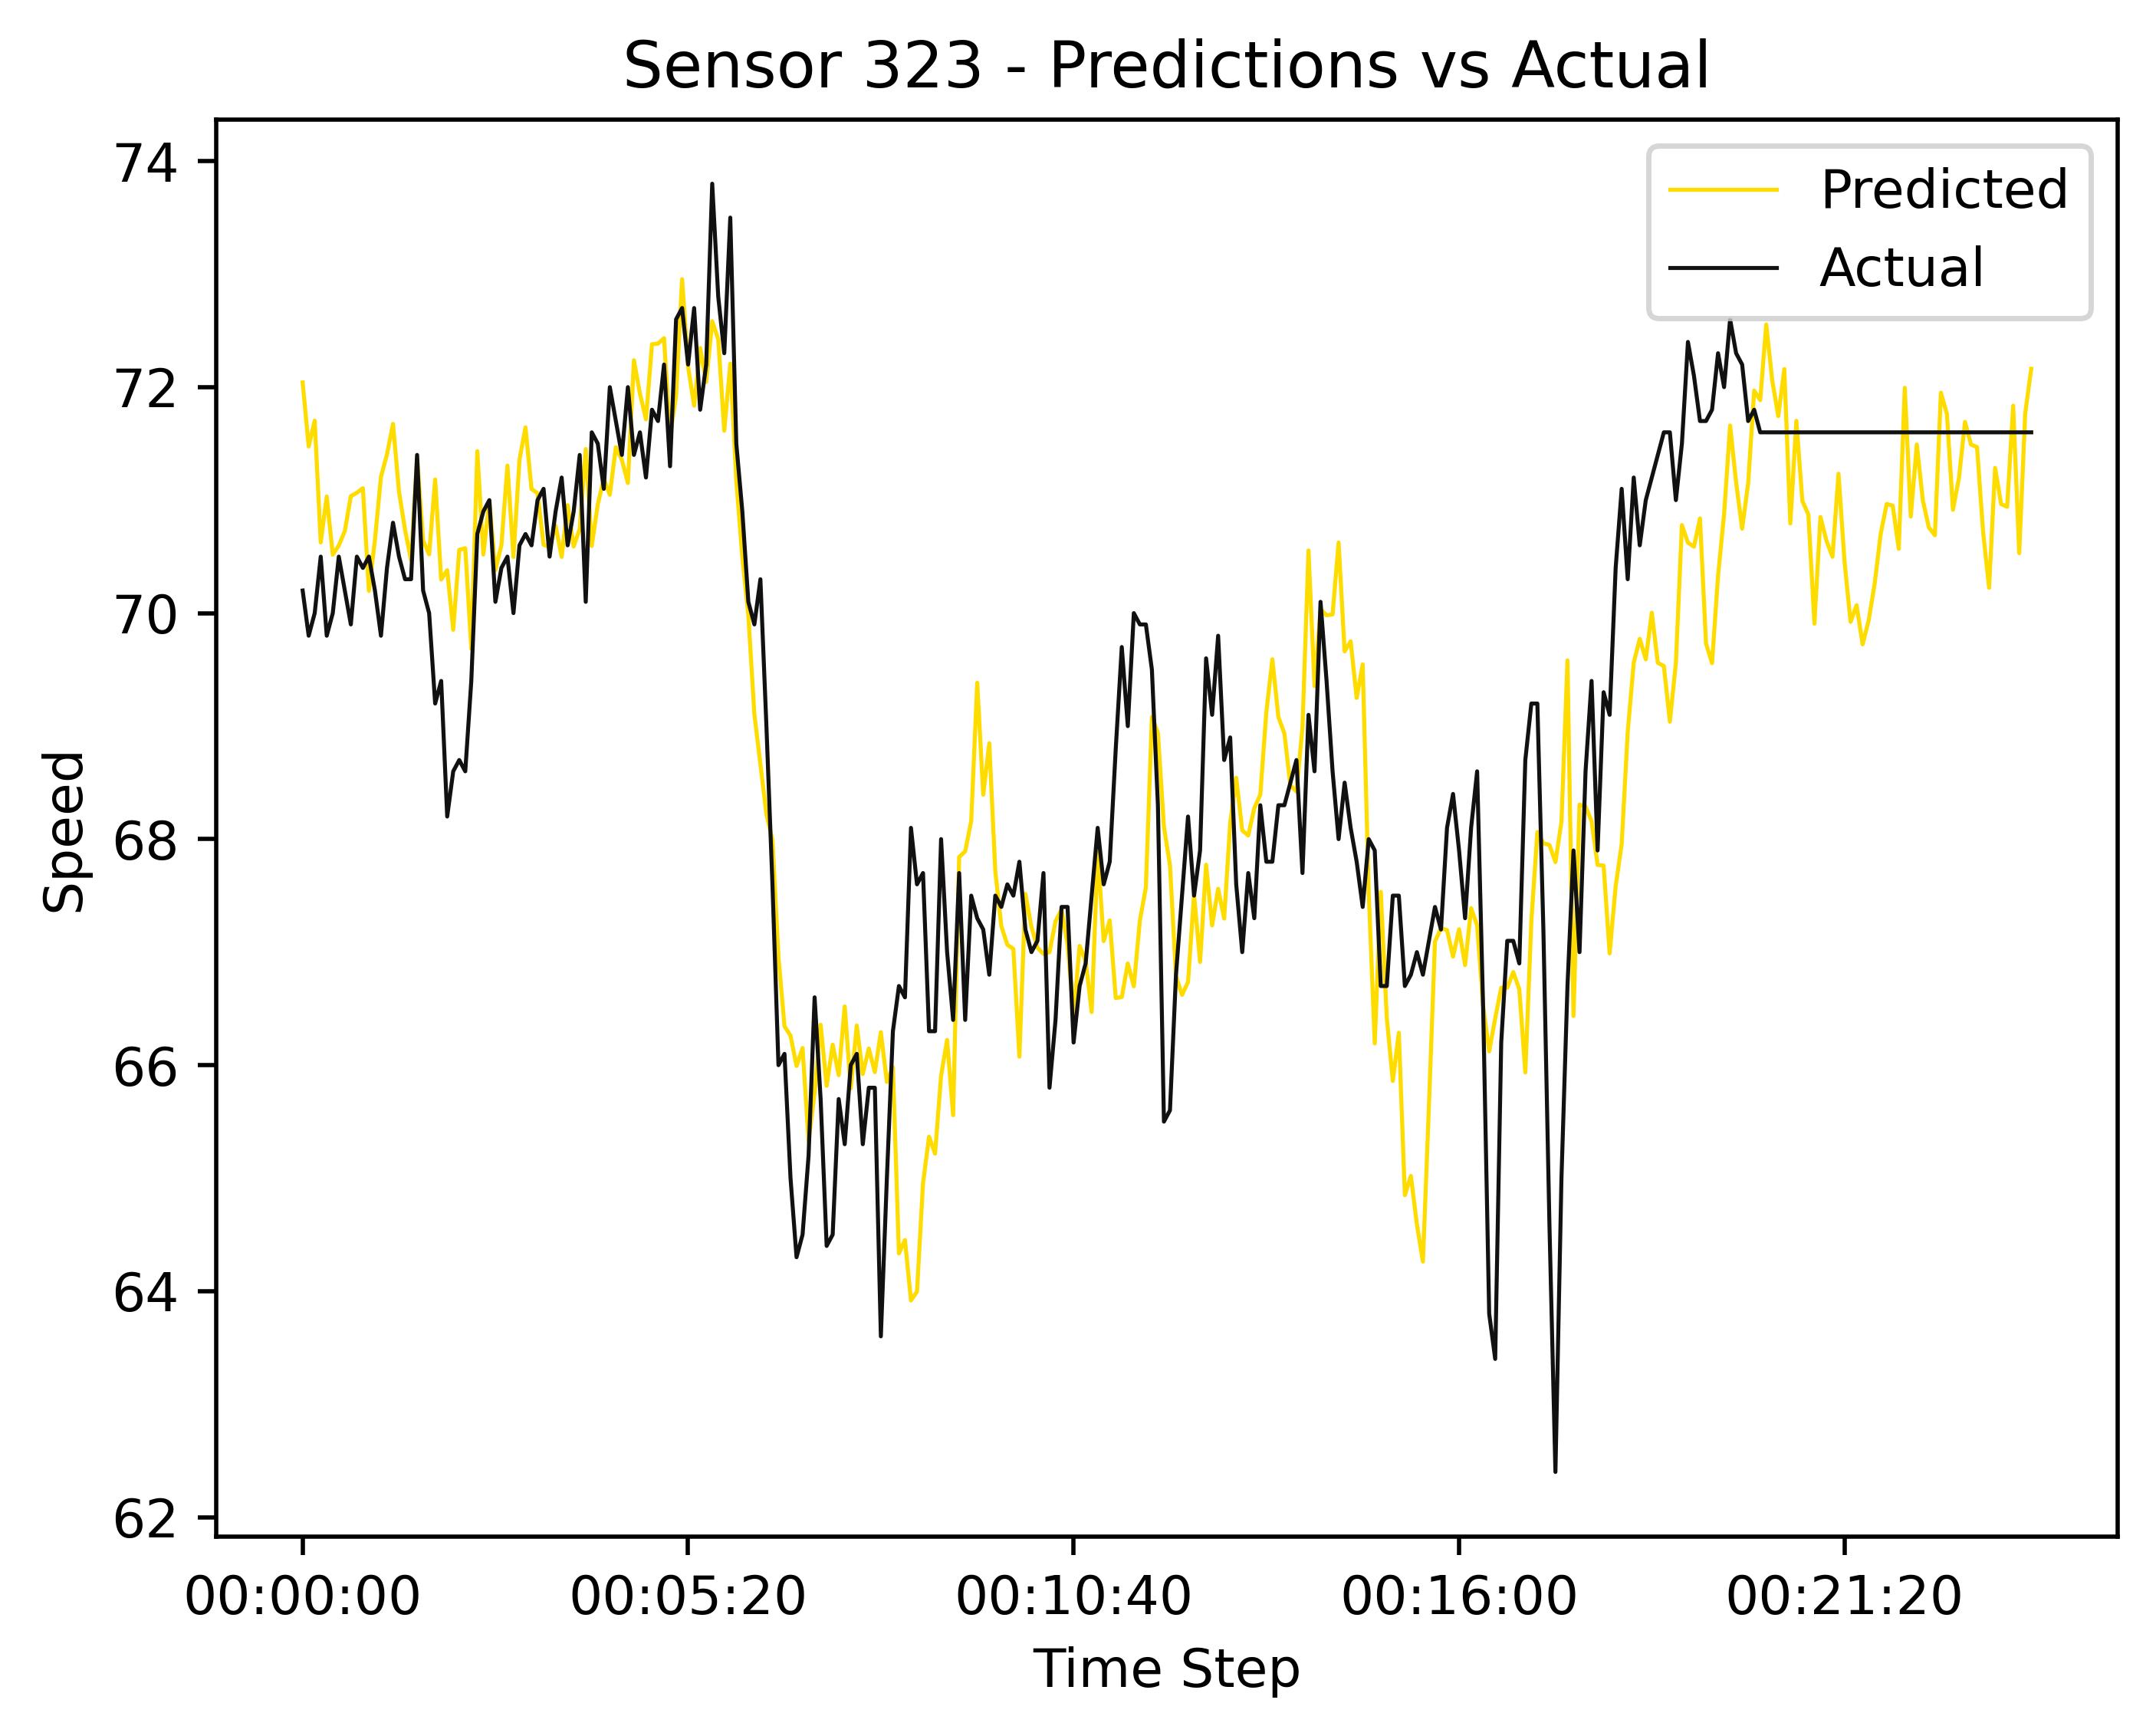 Sensor 323 - Predictions vs Actual
Predicted
Actual
Speed
74
72
70
68
66
64
62
00:00:00 00:05:20 00:10:40 00:16:00 00:21:20
Time Step